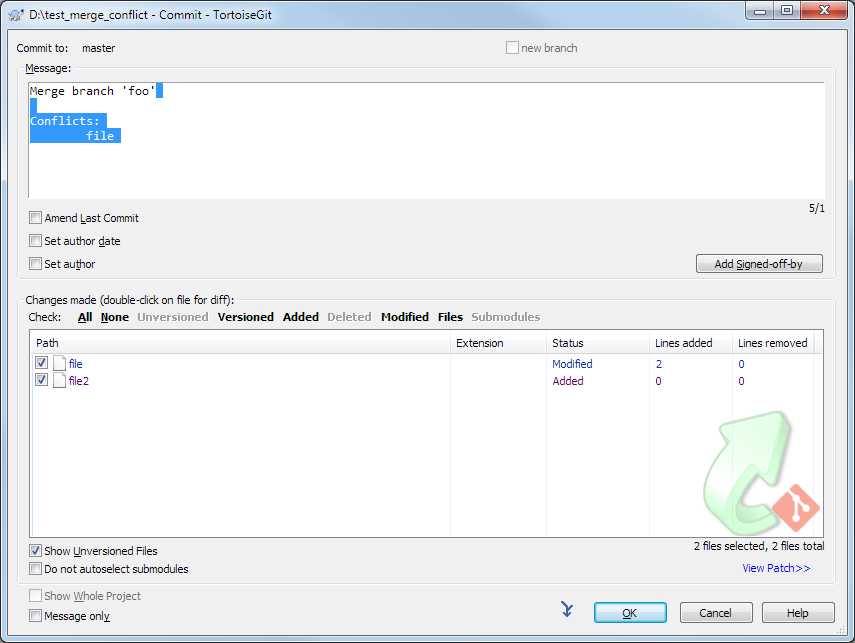 D:\test_merge_conflict - Commit - TortoiseGit
Commit to: master new branch
Message:
Merge branch 'foo'
Conflicts:
file
5/1
Amend Last Commit
Set author date
Set author
Add Signed-off-by
Changes made (double-click on file for diff):
Check: All None Unversioned Versioned Added Deleted Modified Files Submodules
Path Extension Status Lines added Lines removed
file Modified 2 0
file2 Added 0 0
2 files selected, 2 files total
Show Unversioned Files
Do not autoselect submodules
View Patch>>
Show Whole Project
Message only
OK Cancel Help